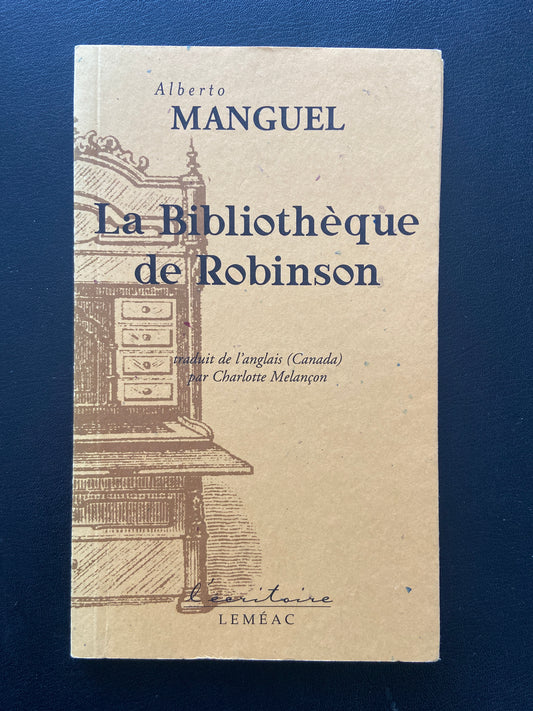 Alberto
MANGUEL
La Bibliothèque
de Robinson
traduit de l'anglais (Canada)
par Charlotte Melançon
l'écritoire
LEMÉAC